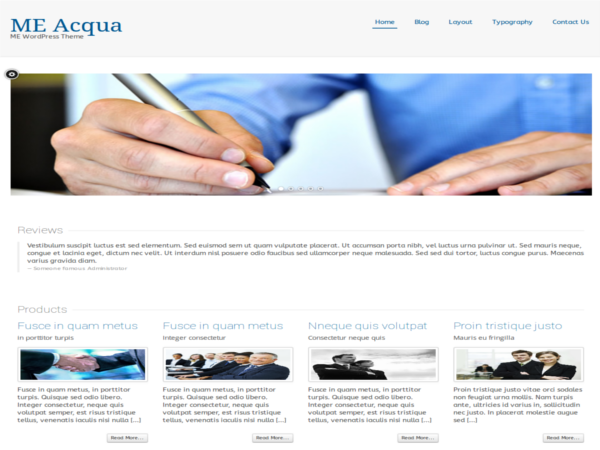 ME Acqua
ME WordPress Theme
Home Blog Layout Typography Contact Us
Reviews
Vestibulum suscipit luctus est sed elementum. Sed euismod sem ut quam vulputate placerat. Ut accumsan porta nibh, vel luctus urna pulvinar ut. Sed mauris neque,
congue et lacinia eget, dictum nec velit. Ut interdum nisl posuere odio faucibus sed ullamcorper neque malesuada. Sed sed dui tortor, luctus congue purus. Maecenas
varius gravida diam.
– Someone Famous Administrator
Products
Fusce in quam metus
In porttitor turpis
Fusce in quam metus, in porttitor
turpis. Quisque sed odio libero.
Integer consectetur, neque quis
volutpat semper, est risus tristique
tellus, venenatis iaculis nisi nulla [...]
Read More...
Fusce in quam metus
Integer consectetur
Fusce in quam metus, in porttitor
turpis. Quisque sed odio libero.
Integer consectetur, neque quis
volutpat semper, est risus tristique
tellus, venenatis iaculis nisi nulla [...]
Read More...
Nneque quis volutpat
Consectetur neque quis
Fusce in quam metus, in porttitor
turpis. Quisque sed odio libero.
Integer consectetur, neque quis
volutpat semper, est risus tristique
tellus, venenatis iaculis nisi nulla [...]
Read More...
Proin tristique justo
Mauris eu fringilla
Proin tristique justo vitae orci sodales
non feugiat urna mollis. Nam turpis
ante, ultricies id varius in, sollicitudin
nec justo. In placerat molestie augue
sed [...]
Read More...